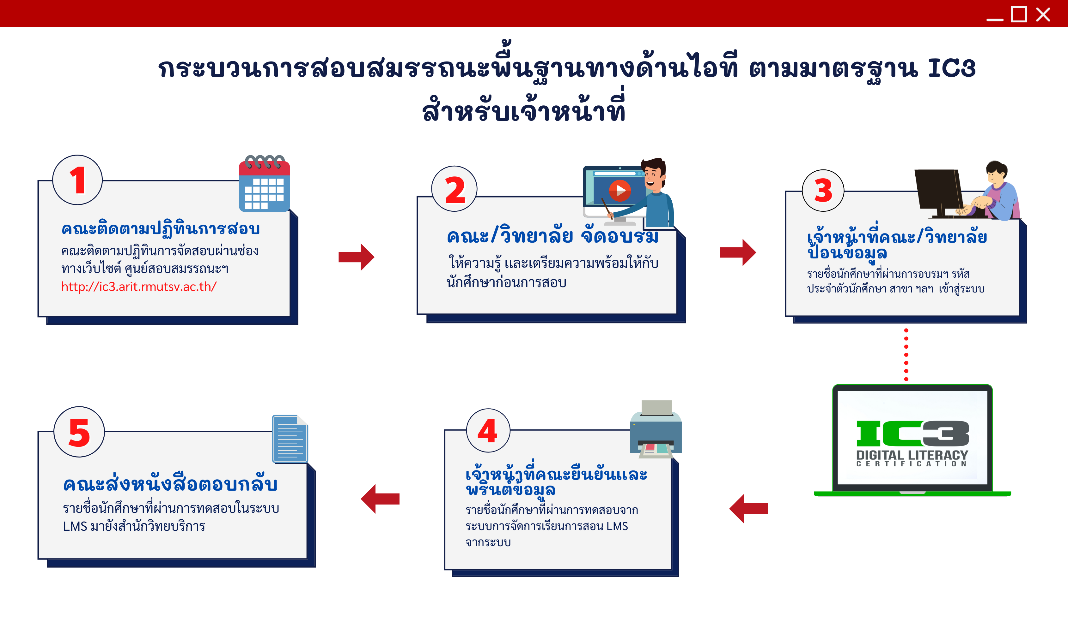 กระบวนการสอบสมรรถนะพื้นฐานทางด้านไอที ตามมาตรฐาน IC3
สำหรับเจ้าหน้าที่
1
คณะติดตามปฏิทินการสอบ
คณะติดตามปฏิทินการจัดสอบผ่านช่อง
ทางเว็บไซต์ ศูนย์สอบสมรรถนะฯ
http://ic3.arit.rmutsv.ac.th/
2
คณะ/วิทยาลัย จัดอบรม
ให้ความรู้ และเตรียมความพร้อมให้กับ
นักศึกษาก่อนการสอบ
3
เจ้าหน้าที่คณะ/วิทยาลัย
ป้อนข้อมูล
รายชื่อนักศึกษาที่ผ่านการอบรมฯ รหัส
ประจำตัวนักศึกษา สาขา ฯลฯ เข้าสู่ระบบ
IC3
DIGITAL LITERACY
CERTIFICATION
4
เจ้าหน้าที่คณะยืนยันและ
พรินต์ข้อมูล
รายชื่อนักศึกษาที่ผ่านการทดสอบจาก
ระบบการจัดการเรียนการสอน LMS
จากระบบ
5
คณะส่งหนังสือตอบกลับ
รายชื่อนักศึกษาที่ผ่านการทดสอบในระบบ
LMS มายังสำนักวิทยบริการ